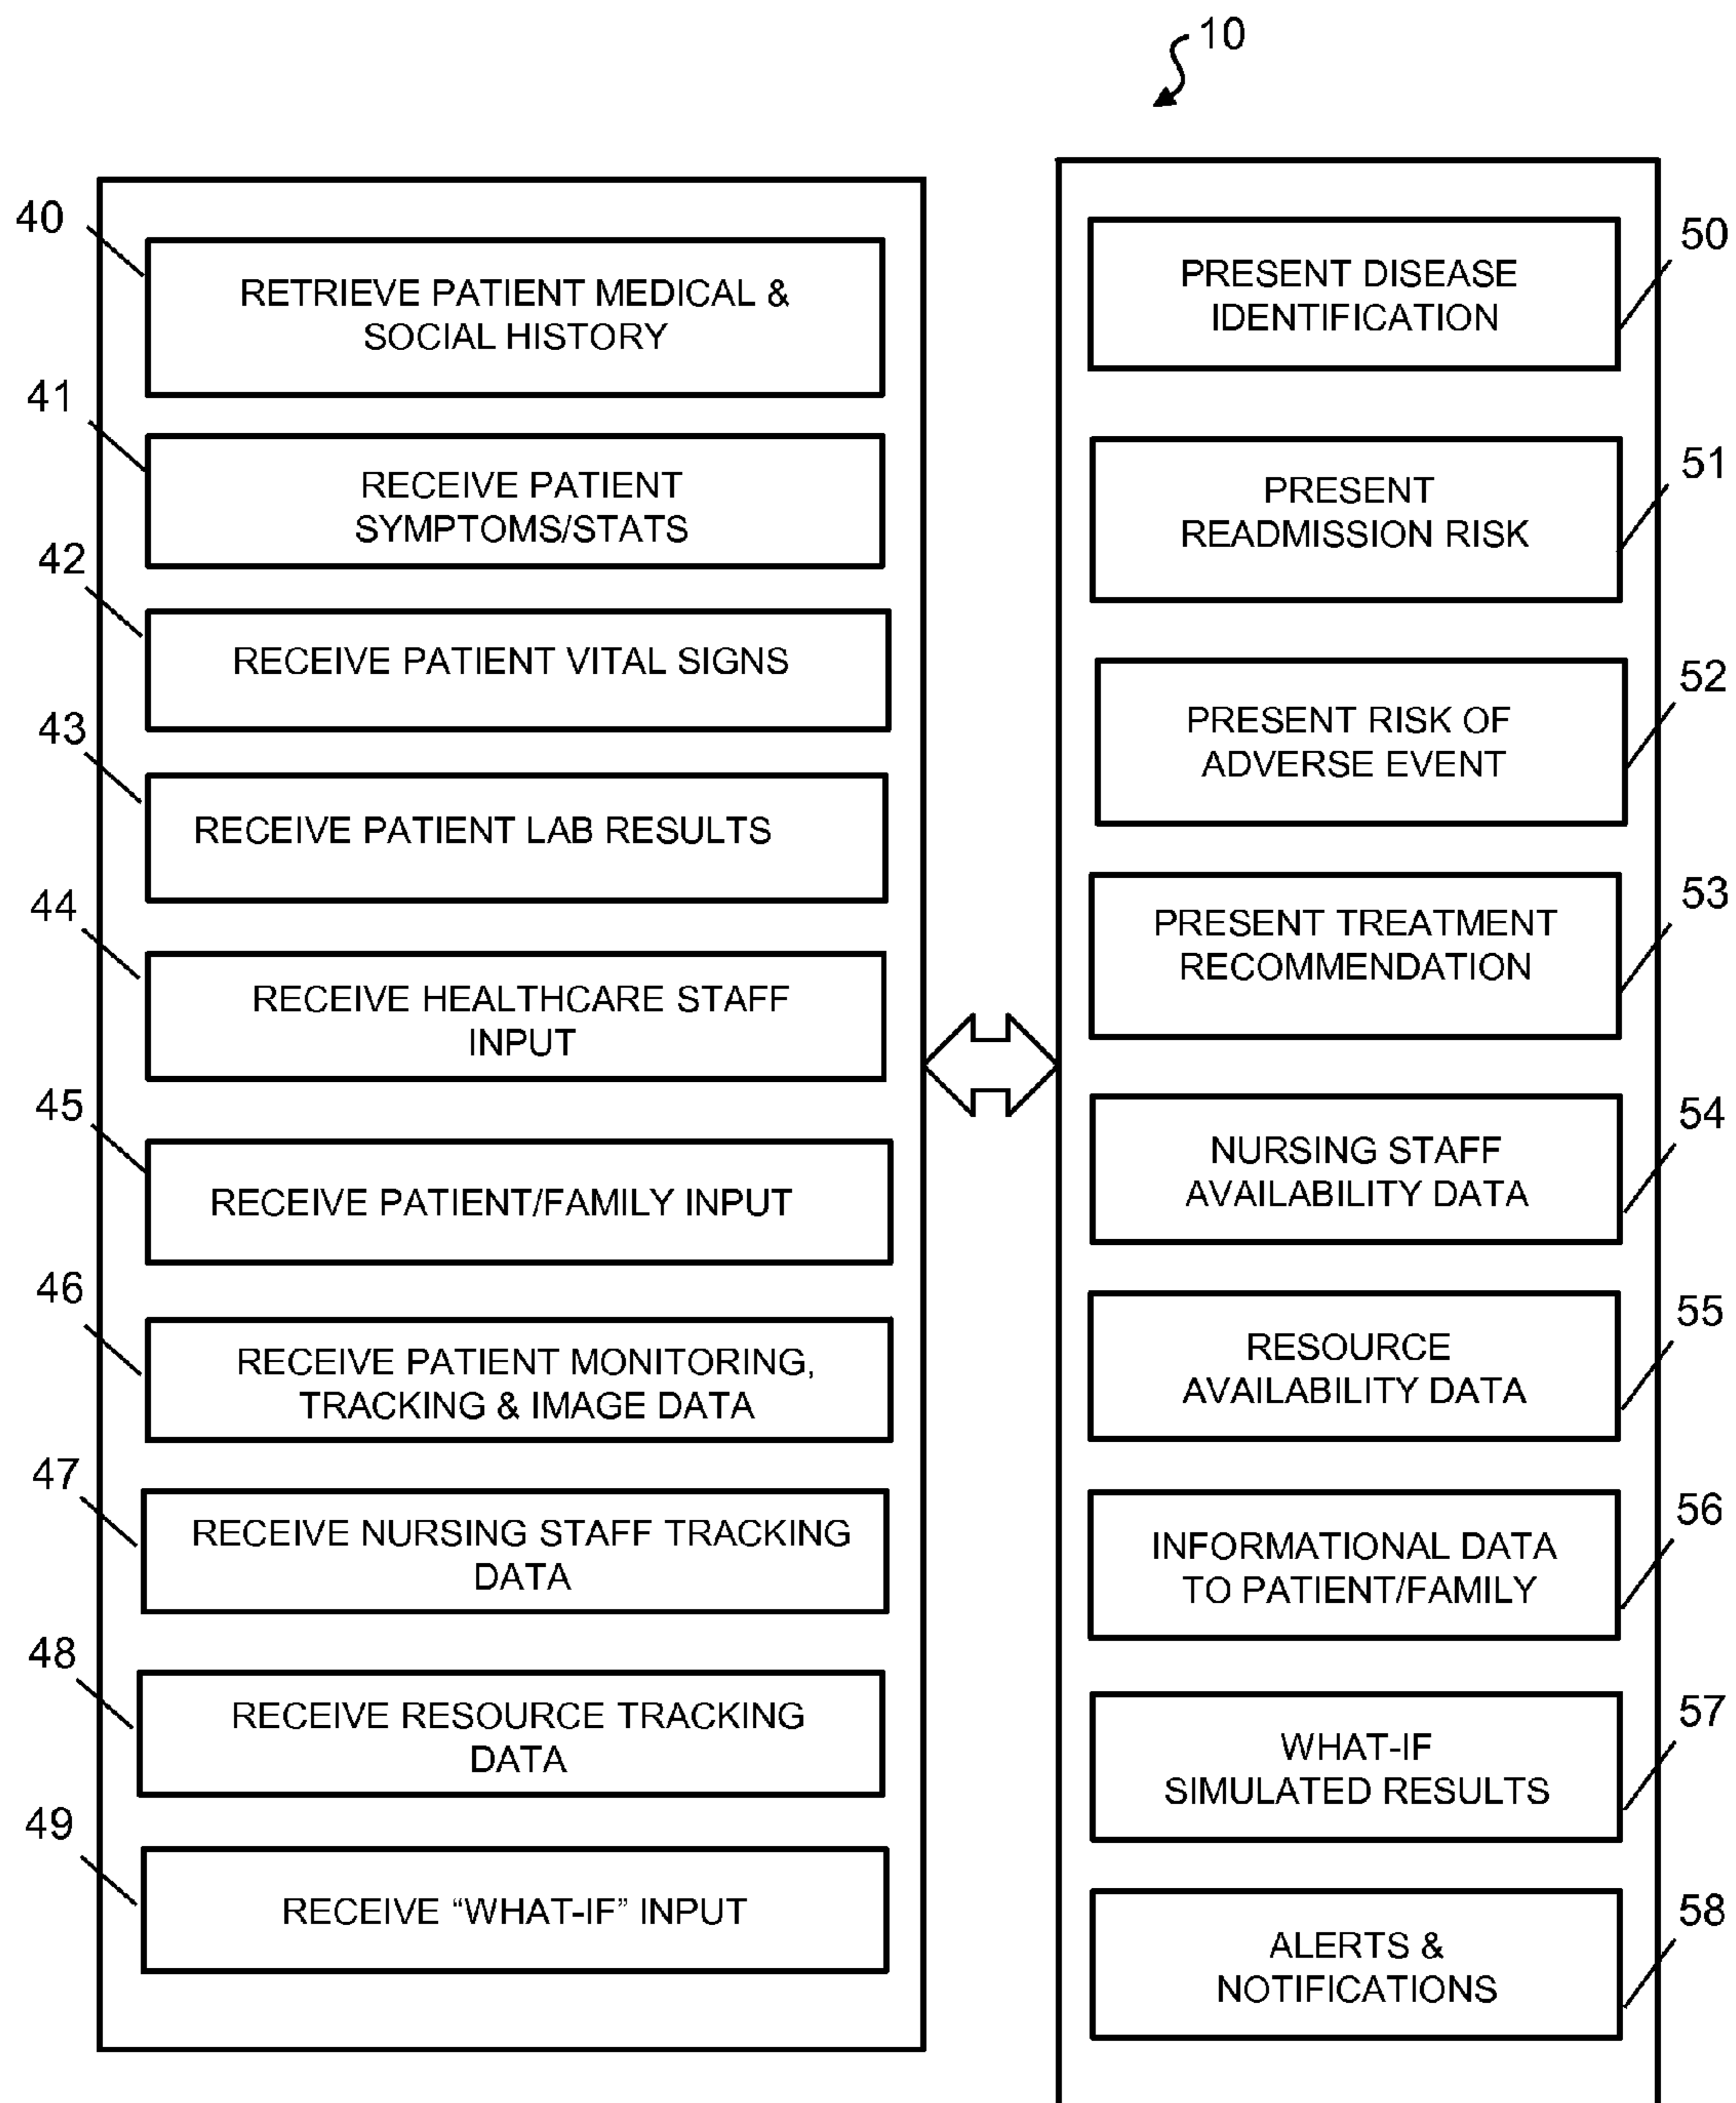 10
40
RETRIEVE PATIENT MEDICAL &
SOCIAL HISTORY
41
RECEIVE PATIENT
SYMPTOMS/STATS
42
RECEIVE PATIENT VITAL SIGNS
43
RECEIVE PATIENT LAB RESULTS
44
RECEIVE HEALTHCARE STAFF
INPUT
45
RECEIVE PATIENT/FAMILY INPUT
46
RECEIVE PATIENT MONITORING,
TRACKING & IMAGE DATA
47
RECEIVE NURSING STAFF TRACKING
DATA
48
RECEIVE RESOURCE TRACKING
DATA
49
RECEIVE “WHAT-IF” INPUT
50
PRESENT DISEASE
IDENTIFICATION
51
PRESENT
READMISSION RISK
52
PRESENT RISK OF
ADVERSE EVENT
53
PRESENT TREATMENT
RECOMMENDATION
54
NURSING STAFF
AVAILABILITY DATA
55
RESOURCE
AVAILABILITY DATA
56
INFORMATIONAL DATA
TO PATIENT/FAMILY
57
WHAT-IF
SIMULATED RESULTS
58
ALERTS &
NOTIFICATIONS